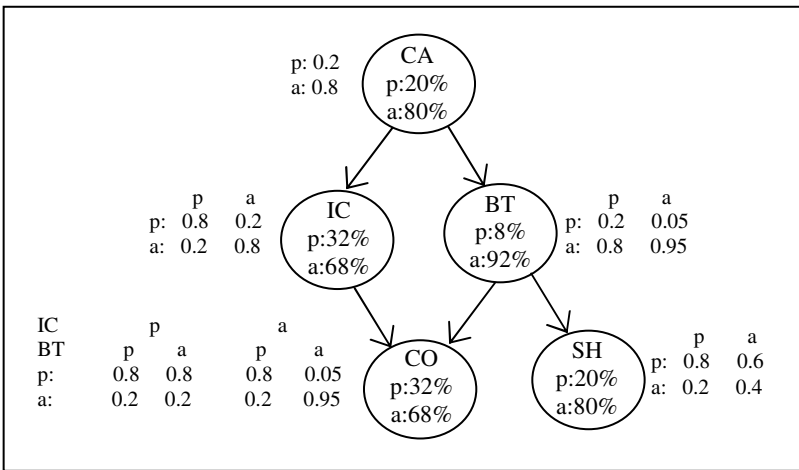 CA
p: 0.2
p:20%
a: 0.8
a:80%
p a
IC
p: 0.8 0.2
p:32%
a: 0.2 0.8
a:68%
BT
p:8%
a:92%
p a
p: 0.2 0.05
a: 0.8 0.95
IC p a
BT p a p a
p: 0.8 0.8 0.8 0.05
a: 0.2 0.2 0.2 0.95
CO
p:32%
a:68%
SH
p:20%
a:80%
p a
p: 0.8 0.6
a: 0.2 0.4